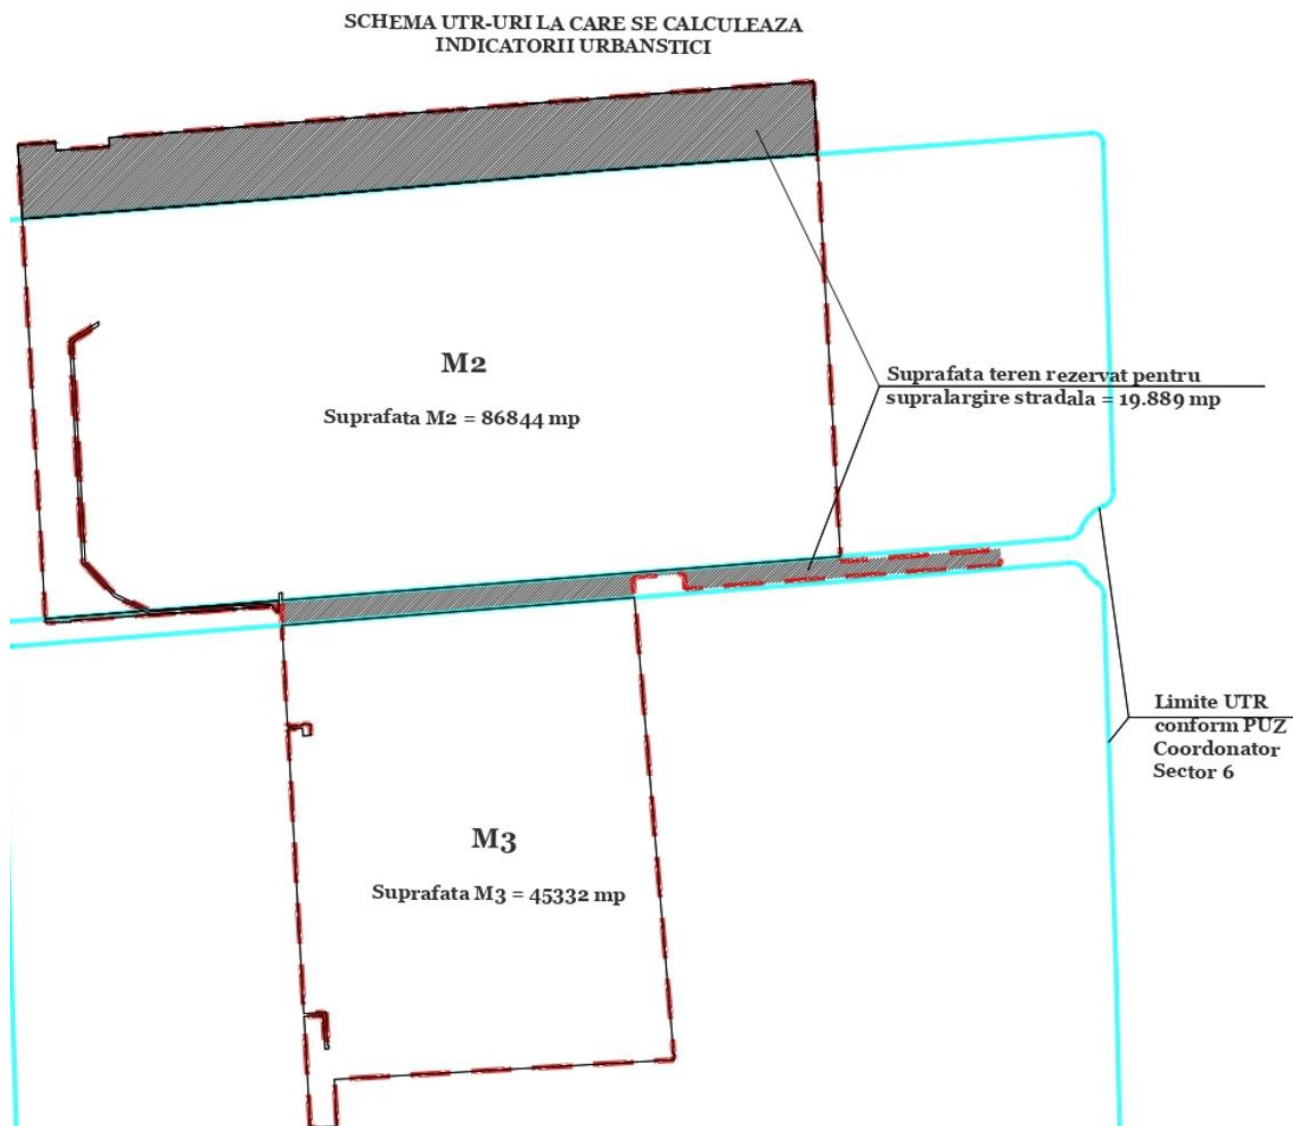 SCHEMA UTR-URI LA CARE SE CALCULEAZA
INDICATORII URBANSTICI
M2
Suprafata M2 = 86844 mp
Suprafata teren rezervat pentru
supralargire stradala = 19.889 mp
Limite UTR
conform PUZ
Coordonator
Sector 6
M3
Suprafata M3 = 45332 mp